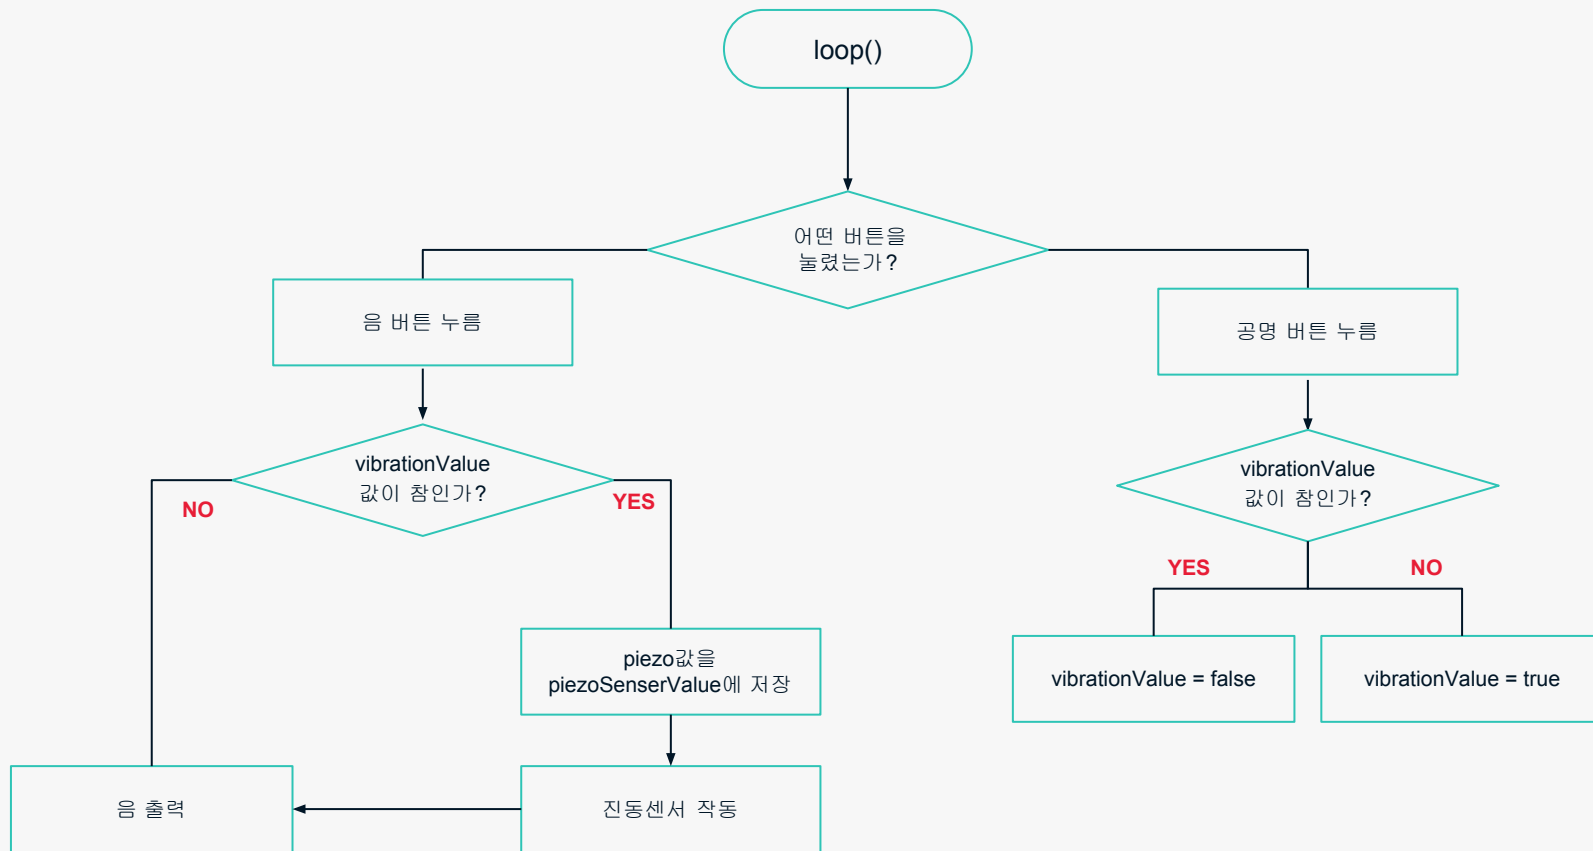 loop()
어떤 버튼을
눌렸는가?
음 버튼 누름
공명 버튼 누름
vibrationValue
값이 참인가?
NO
YES
vibrationValue
값이 참인가?
YES
NO
piezo값을
piezoSenserValue에 저장
vibrationValue = false
vibrationValue = true
음 출력
진동센서 작동